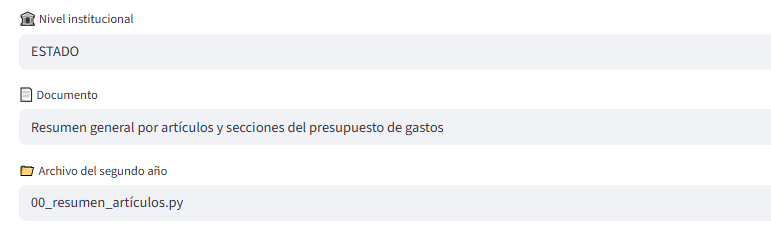 Nivel institucional
ESTADO
Documento
Resumen general por artículos y secciones del presupuesto de gastos
Archivo del segundo año
00_resumen_artículos.py